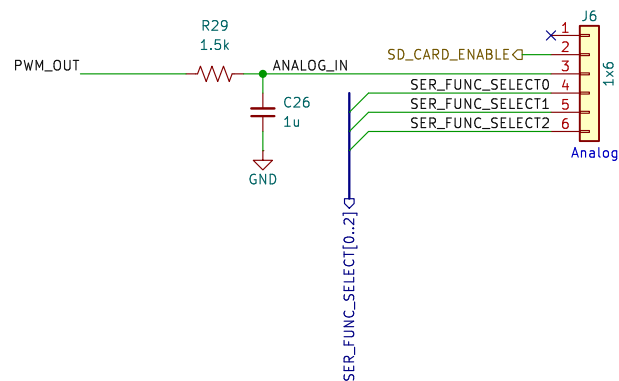 J6
R29
1.5k
PWM_OUT
ANALOG_IN
C26
1u
GND
SD_CARD_ENABLE
SER_FUNC_SELECT0
SER_FUNC_SELECT1
SER_FUNC_SELECT2
1
2
3
4
5
6
1x6
Analog
SER_FUNC_SELECT[0..2]